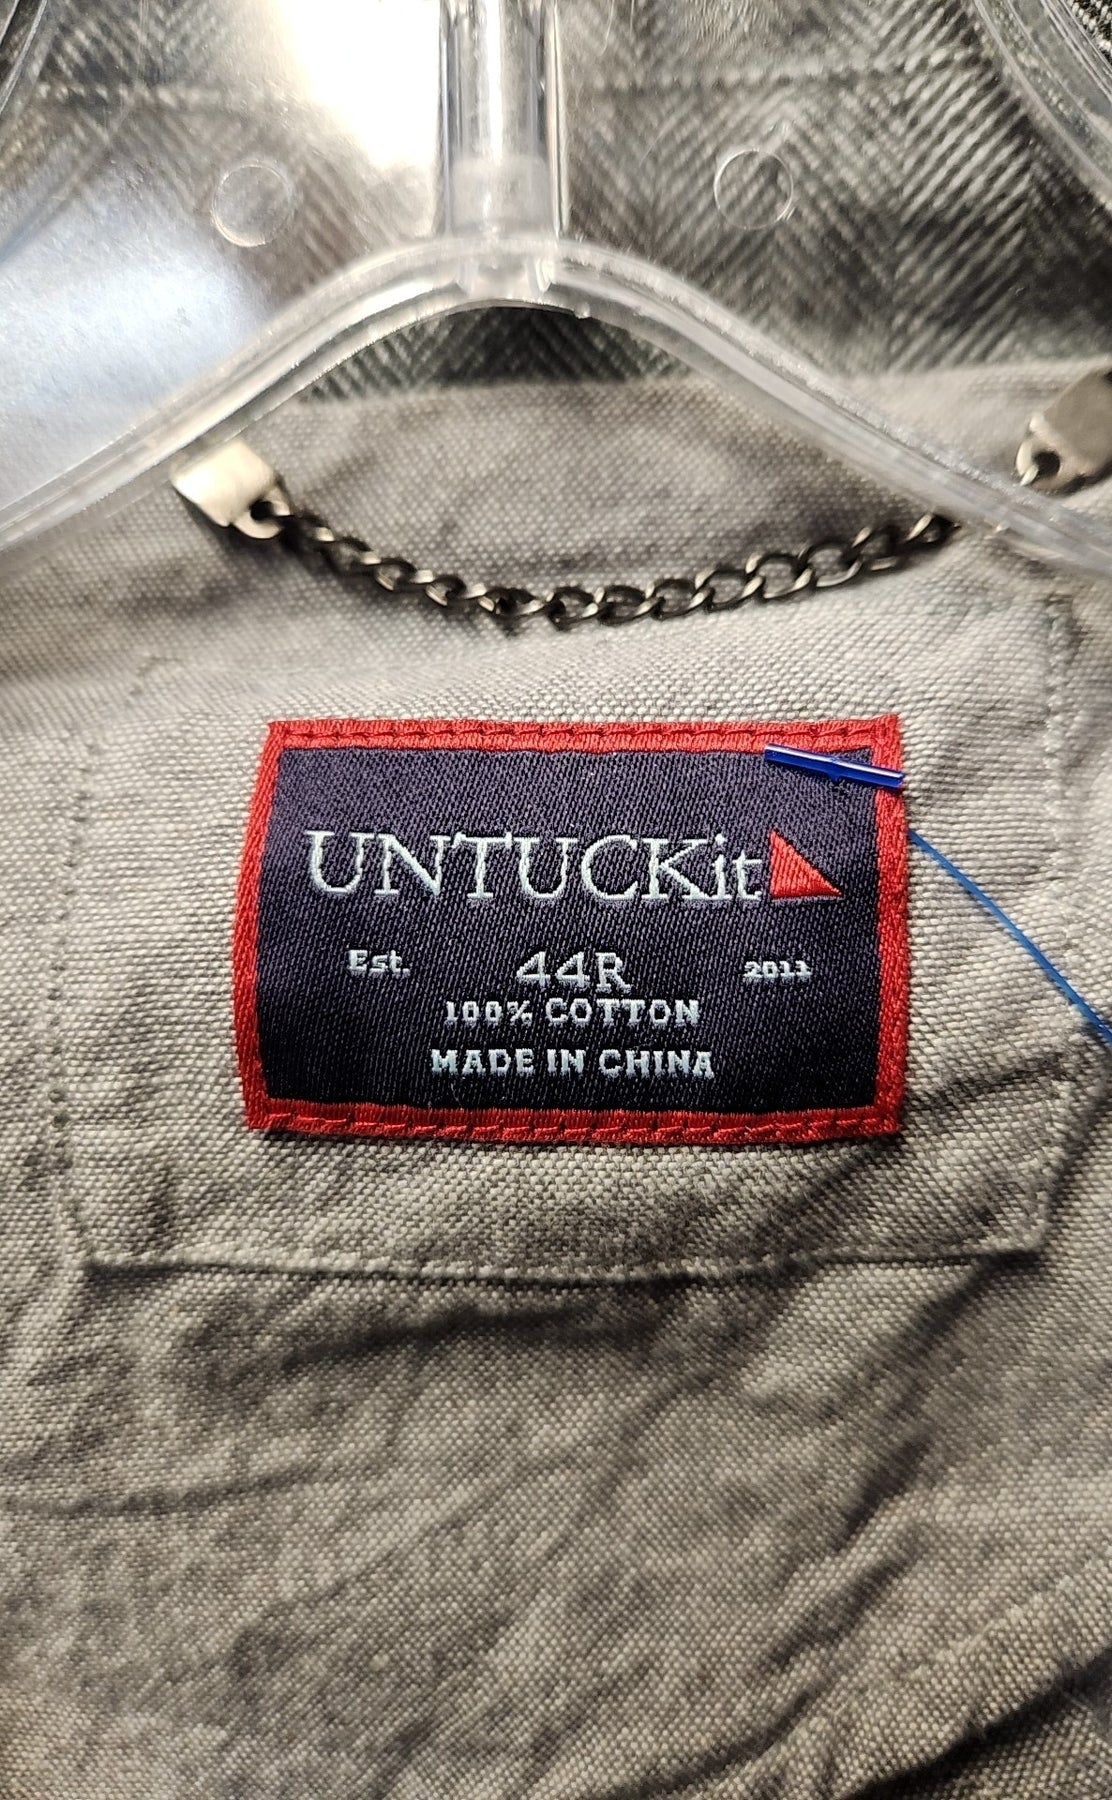 UNTUCKit
Est. 44R 2011
100% COTTON
MADE IN CHINA